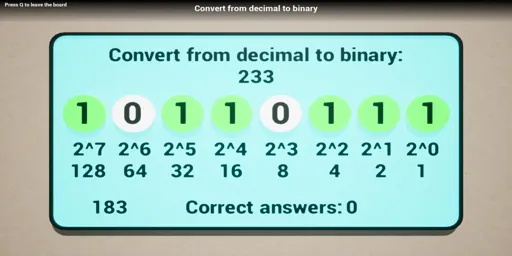 Press Q to leave the board
Convert from decimal to binary
Convert from decimal to binary:
233
1 0 1 1 0 1 1 1
2^7 2^6 2^5 2^4 2^3 2^2 2^1 2^0
128 64 32 16 8 4 2 1
183 Correct answers: 0